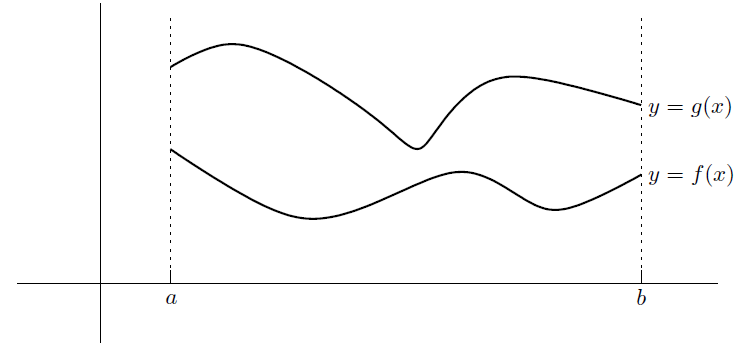 y = g(x)
y = f(x)
a
b